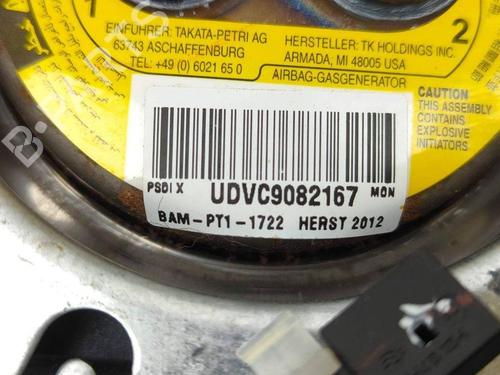 1
2
EINFÜHRER: TAKATA-PETRI AG
63743 ASCHAFFENBURG
TEL: +49 (0) 6021 65 0
HERSTELLER: TK HOLDINGS INC.
ARMADA, MI 48005 USA
AIRBAG-GASGENERATOR
CAUTION
THIS ASSEMBLY
CONTAINS
EXPLOSIVE
INITIATORS
PSDI X UDVC9082167 MON
BAM-PT1-1722 HERST 2012